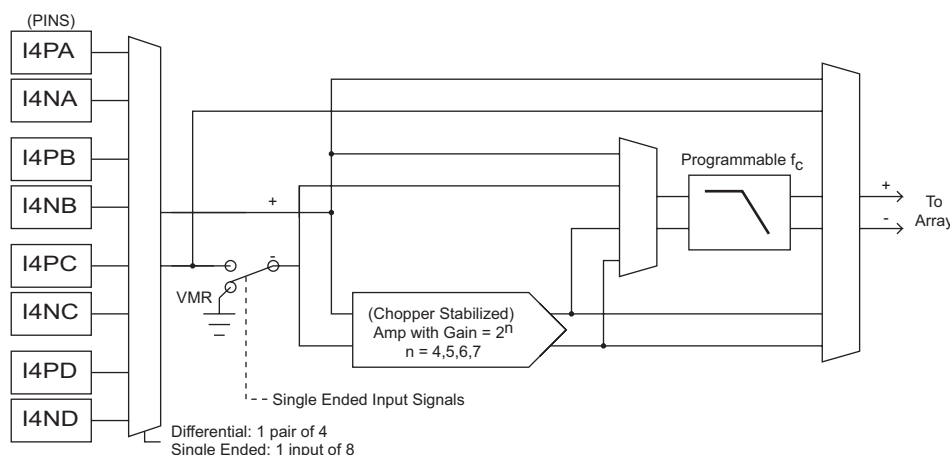 (PINS)
I4PA
I4NA
I4PB
I4NB
I4PC
I4NC
I4PD
I4ND
+
-
VMR
(Chopper Stabilized)
Amp with Gain = 2n
n = 4,5,6,7
Single Ended Input Signals
Differential: 1 pair of 4
Single Ended: 1 input of 8
Programmable fc
+
-
To
Array